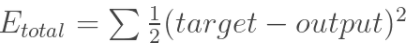 E_{total} = \sum \frac{1}{2}(target - output)^2